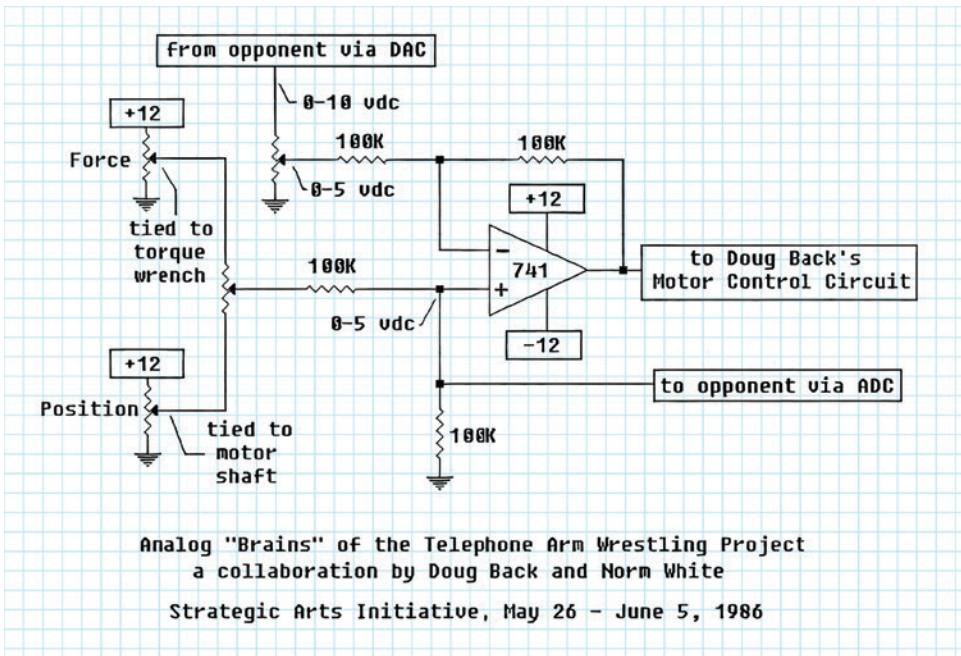 from opponent via DAC
0-10 vdc
+12
100K
100K
Force
0-5 vdc
+12
tied to
torque
wrench
100K
-
741
+
to Doug Back's
Motor Control Circuit
0-5 vdc
-12
+12
to opponent via ADC
Position
tied to
motor
shaft
100K
Analog "Brains" of the Telephone Arm Wrestling Project
a collaboration by Doug Back and Norm White
Strategic Arts Initiative, May 26 - June 5, 1986